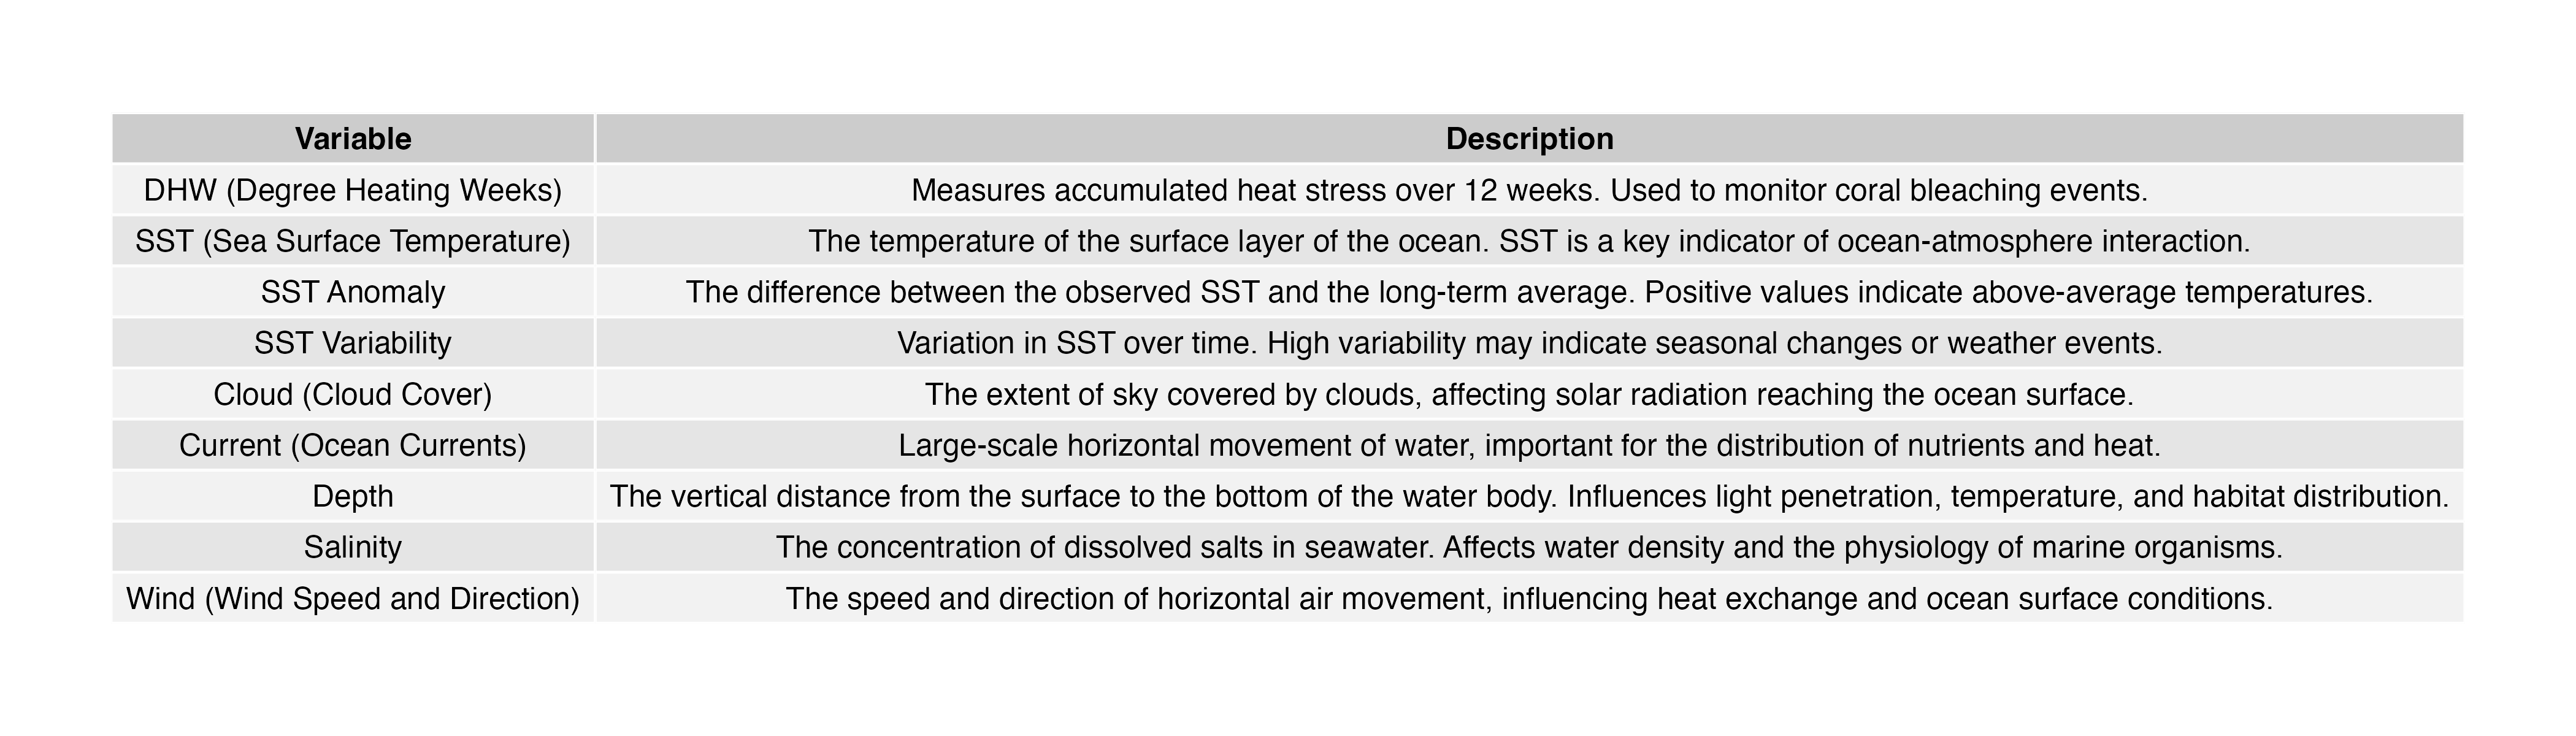 Variable Description
DHW (Degree Heating Weeks) Measures accumulated heat stress over 12 weeks. Used to monitor coral bleaching events.
SST (Sea Surface Temperature) The temperature of the surface layer of the ocean. SST is a key indicator of ocean-atmosphere interaction.
SST Anomaly The difference between the observed SST and the long-term average. Positive values indicate above-average temperatures.
SST Variability Variation in SST over time. High variability may indicate seasonal changes or weather events.
Cloud (Cloud Cover) The extent of sky covered by clouds, affecting solar radiation reaching the ocean surface.
Current (Ocean Currents) Large-scale horizontal movement of water, important for the distribution of nutrients and heat.
Depth The vertical distance from the surface to the bottom of the water body. Influences light penetration, temperature, and habitat distribution.
Salinity The concentration of dissolved salts in seawater. Affects water density and the physiology of marine organisms.
Wind (Wind Speed and Direction) The speed and direction of horizontal air movement, influencing heat exchange and ocean surface conditions.